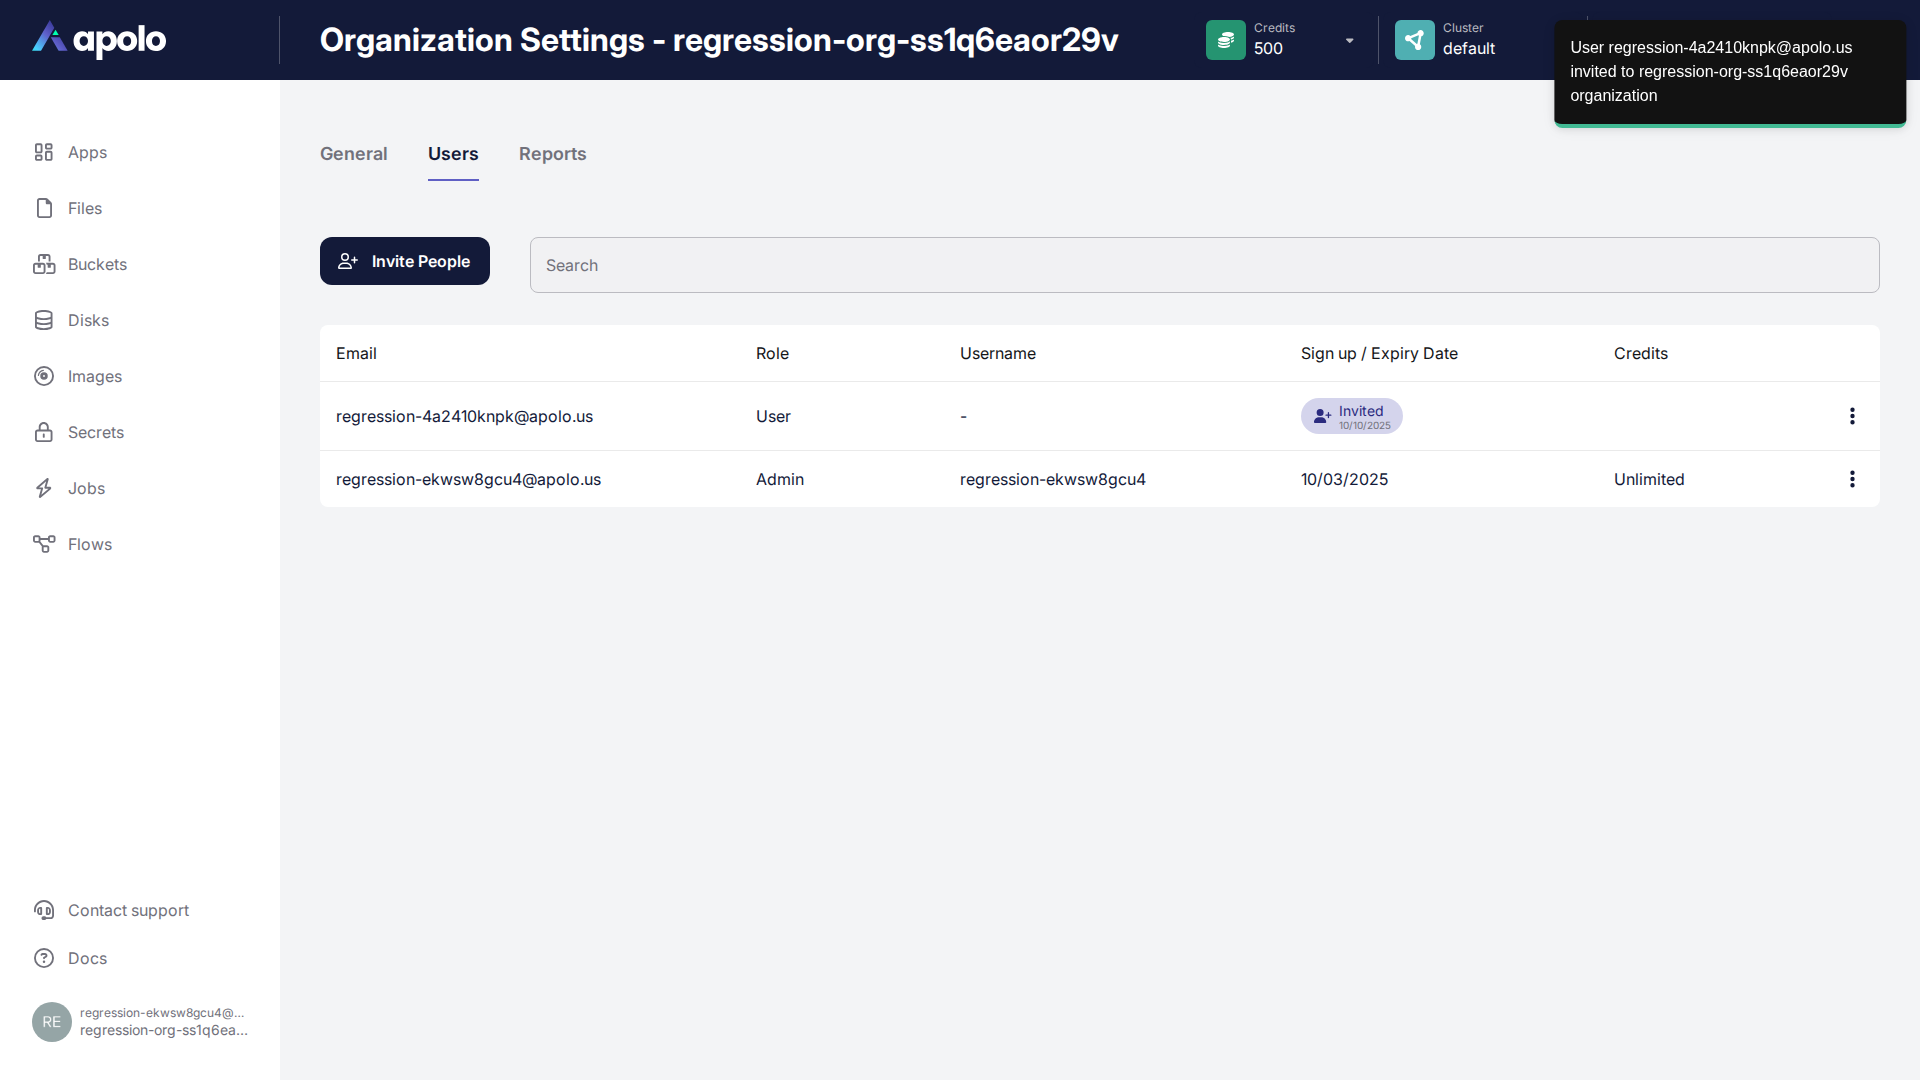 apolo
Organization Settings - regression-org-ss1q6eaor29v
Credits
500
Cluster
default
User regression-4a2410knpk@apolo.us
invited to regression-org-ss1q6eaor29v
organization
Apps
Files
Buckets
Disks
Images
Secrets
Jobs
Flows
Contact support
Docs
RE
regression-ekwsw8gcu4@...
regression-org-ss1q6ea...
General Users Reports
Invite People
Search
Email Role Username Sign up / Expiry Date Credits
regression-4a2410knpk@apolo.us User - Invited
10/10/2025
regression-ekwsw8gcu4@apolo.us Admin regression-ekwsw8gcu4 10/03/2025 Unlimited